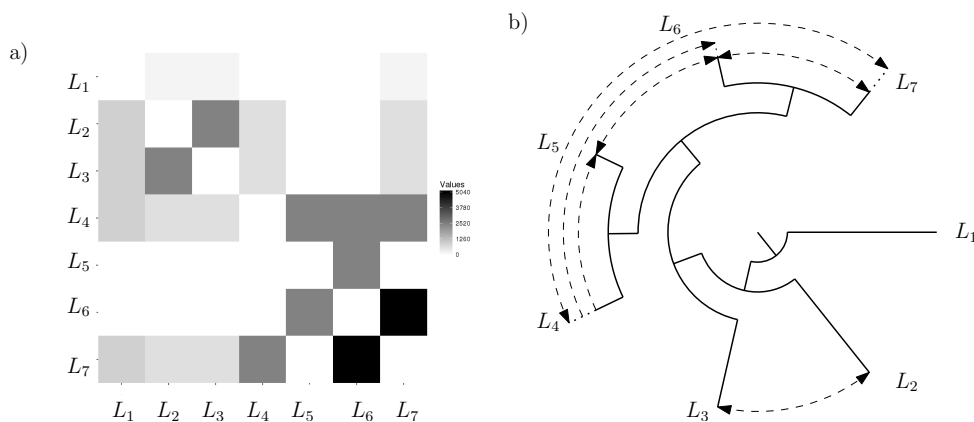 a)
L₁
L₂
L₃
L₄
L₅
L₆
L₇
L₁ L₂ L₃ L₄ L₅ L₆ L₇
Values
5040
3780
2520
1260
0
b)
L₆
L₇
L₅
L₁
L₄
L₂
L₃